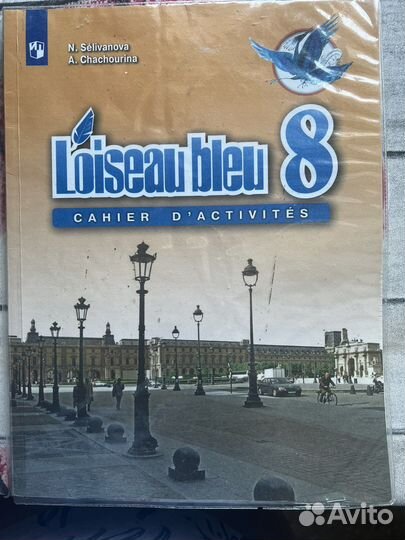 N. Sélivanova
A. Chachourina
L'oiseau bleu 8
CAHIER D'ACTIVITÉS
Avito